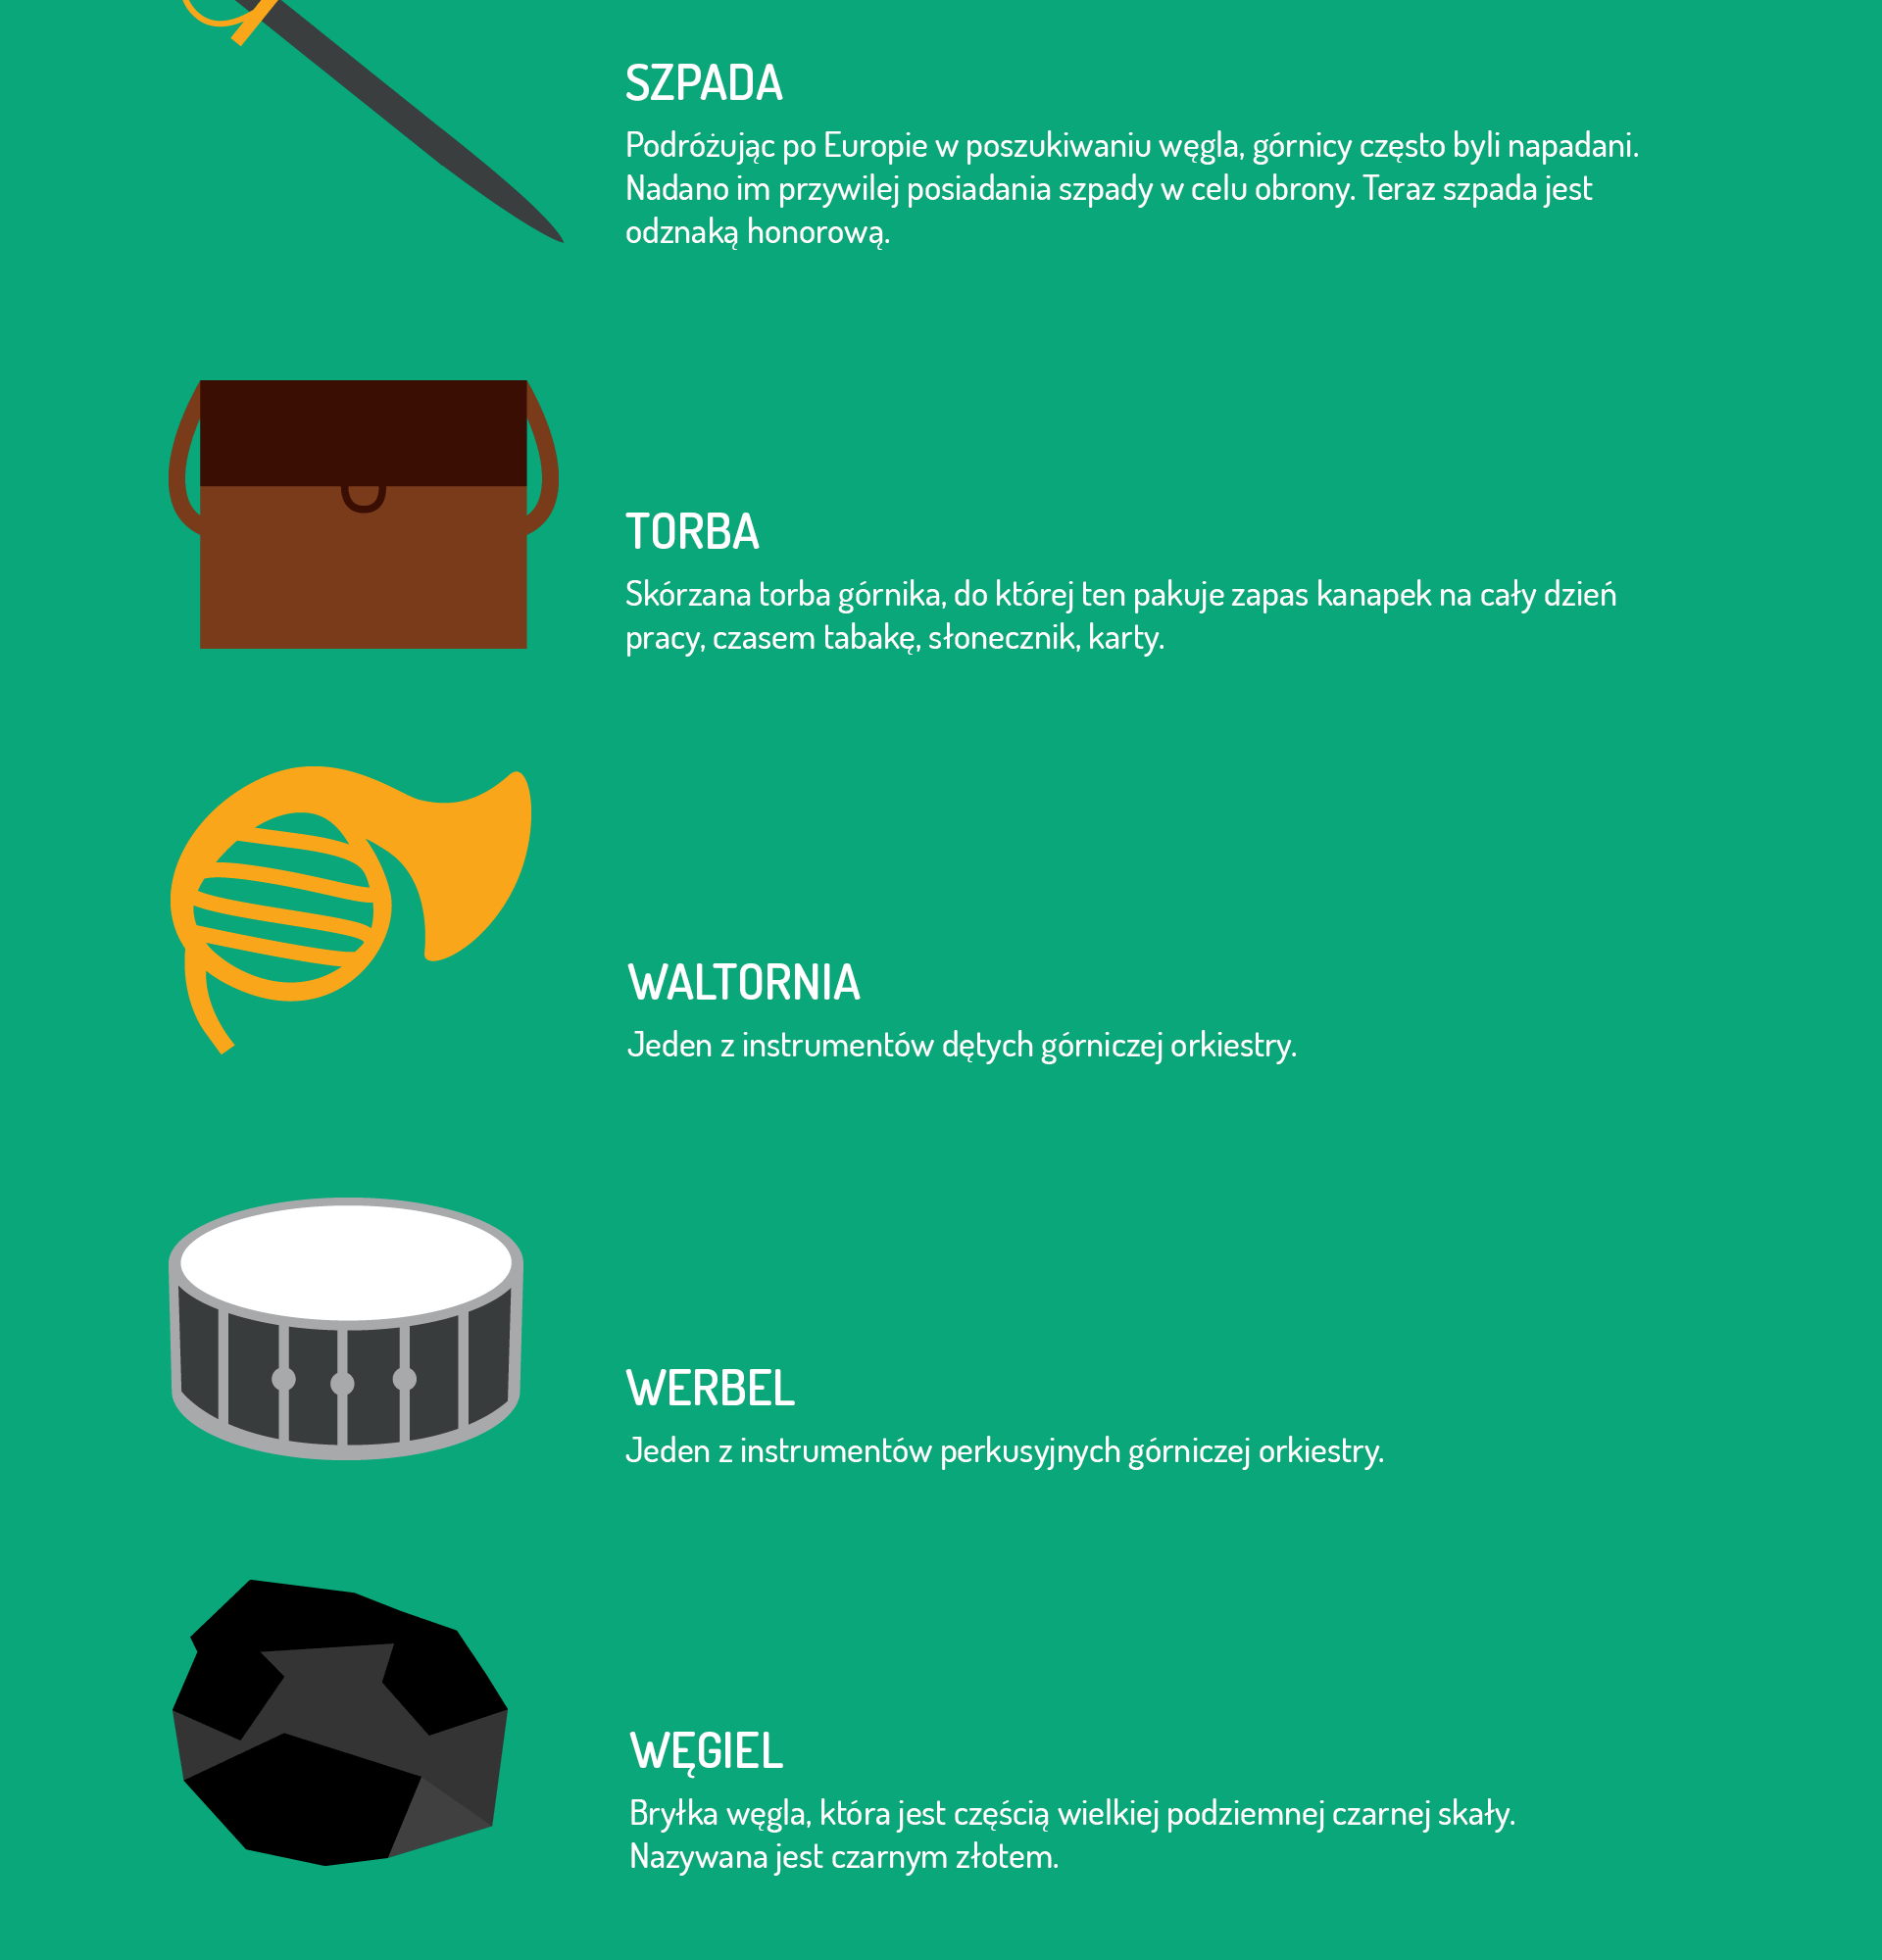 SZPADA
Podróżując po Europie w poszukiwaniu węgla, górnicy często byli napadani.
Nadano im przywilej posiadania szpady w celu obrony. Teraz szpada jest
odznaką honorową.
TORBA
Skórzana torba górnika, do której ten pakuje zapas kanapek na cały dzień
pracy, czasem tabakę, słonecznik, karty.
WALTORNIA
Jeden z instrumentów dętych górniczej orkiestry.
WERBEL
Jeden z instrumentów perkusyjnych górniczej orkiestry.
WĘGIEL
Bryłka węgla, która jest częścią wielkiej podziemnej czarnej skały.
Nazywana jest czarnym złotem.